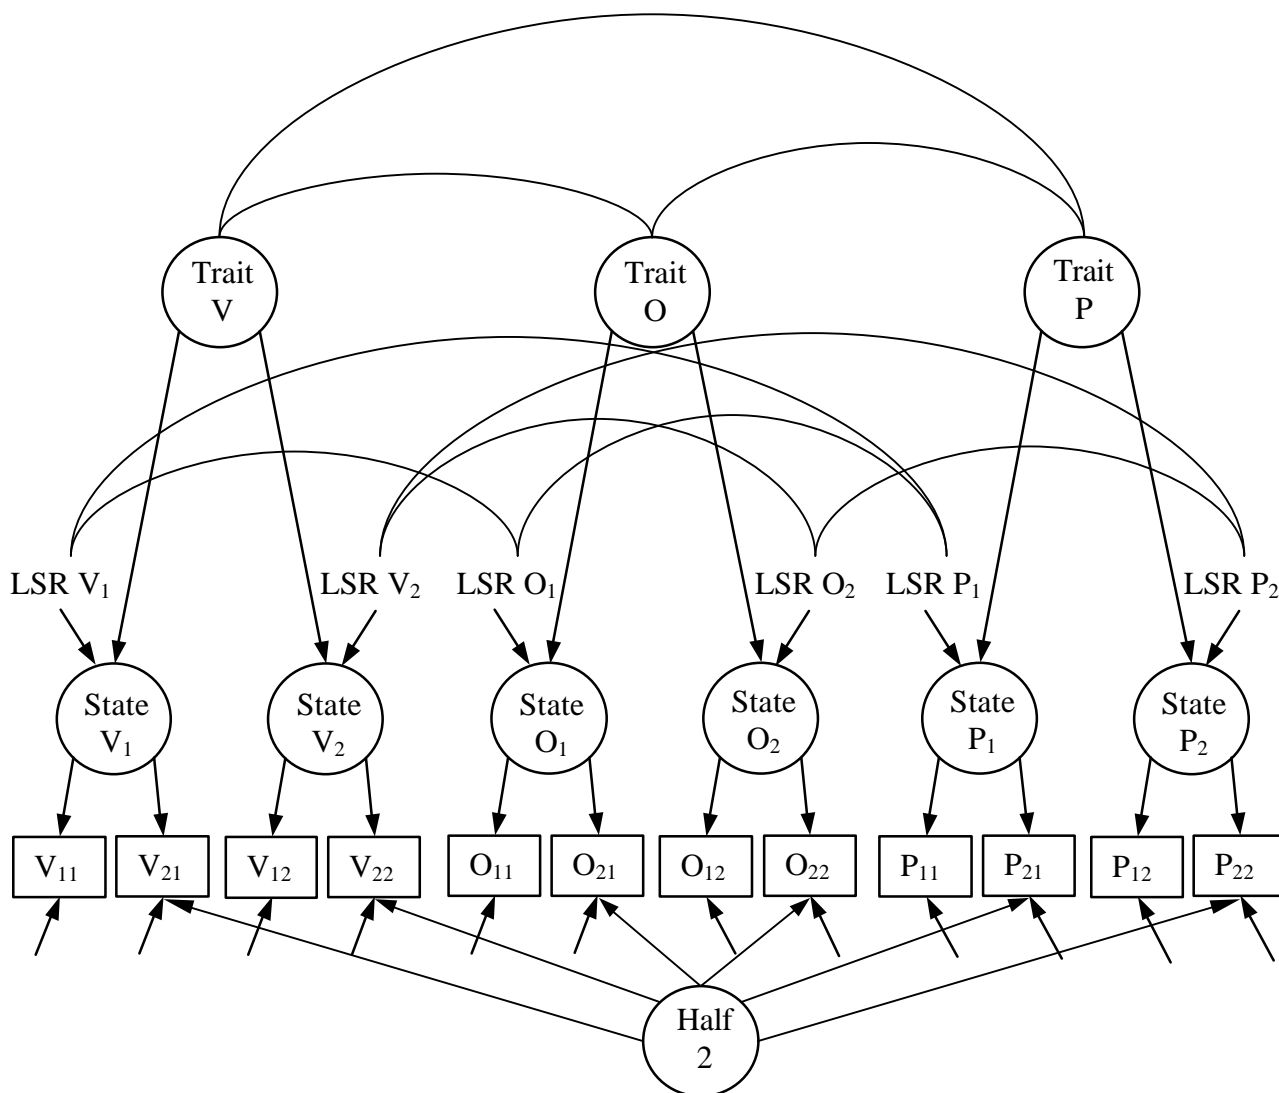 Trait
V
Trait
O
Trait
P
LSR V₁
LSR V₂
LSR O₁
LSR O₂
LSR P₁
LSR P₂
State
V₁
State
V₂
State
O₁
State
O₂
State
P₁
State
P₂
V₁₁
V₂₁
V₁₂
V₂₂
O₁₁
O₂₁
O₁₂
O₂₂
P₁₁
P₂₁
P₁₂
P₂₂
Half
2